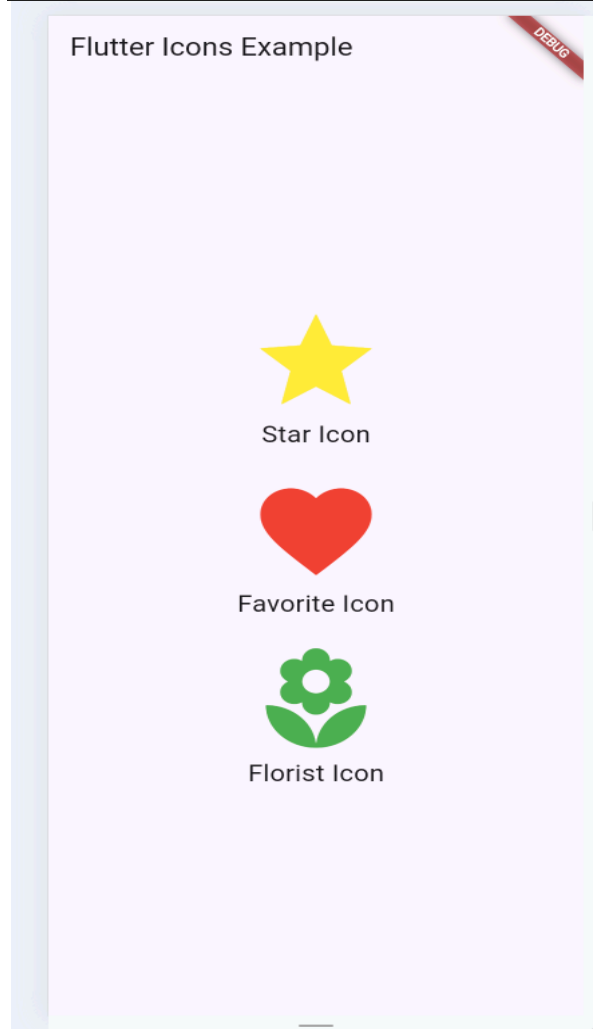 Flutter Icons Example
DEBUG
Star Icon
Favorite Icon
Florist Icon